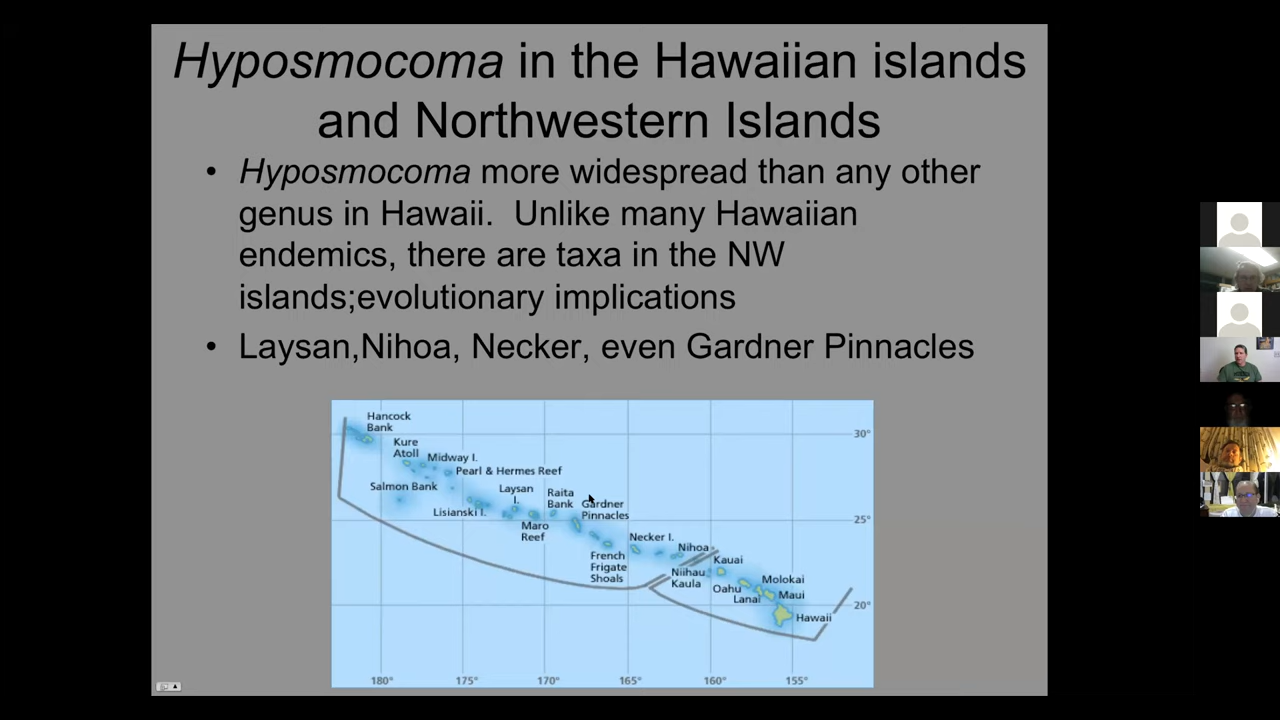 Hyposmocoma in the Hawaiian islands
and Northwestern Islands
• Hyposmocoma more widespread than any other
genus in Hawaii.  Unlike many Hawaiian
endemics, there are taxa in the NW
islands;evolutionary implications
• Laysan,Nihoa, Necker, even Gardner Pinnacles
Hancock
Bank
30°
Kure
Atoll
Midway I.
Pearl & Hermes Reef
Salmon Bank
Laysan
I.
Raita
Bank
Gardner
Pinnacles
Lisianski I.
Maro
Reef
25°
Necker I.
Nihoa
French
Frigate
Shoals
Kauai
Niihau
Kaula
Molokai
Oahu
Maui
Lanai
20°
Hawaii
180°
175°
170°
165°
160°
155°